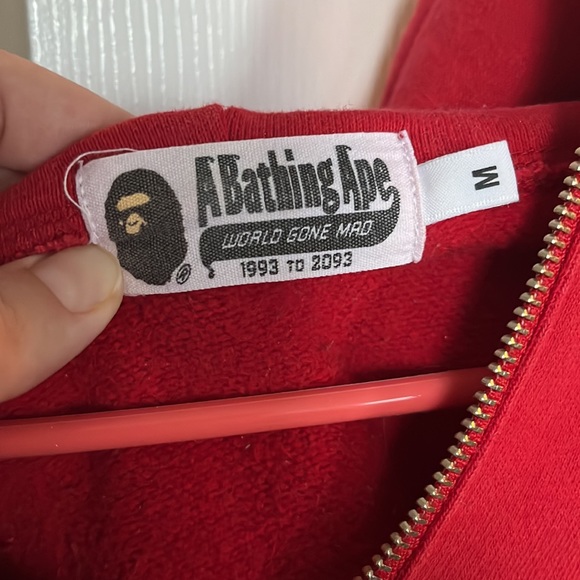 A Bathing Ape
WORLD GONE MAD
®
1993 TO 2093
M